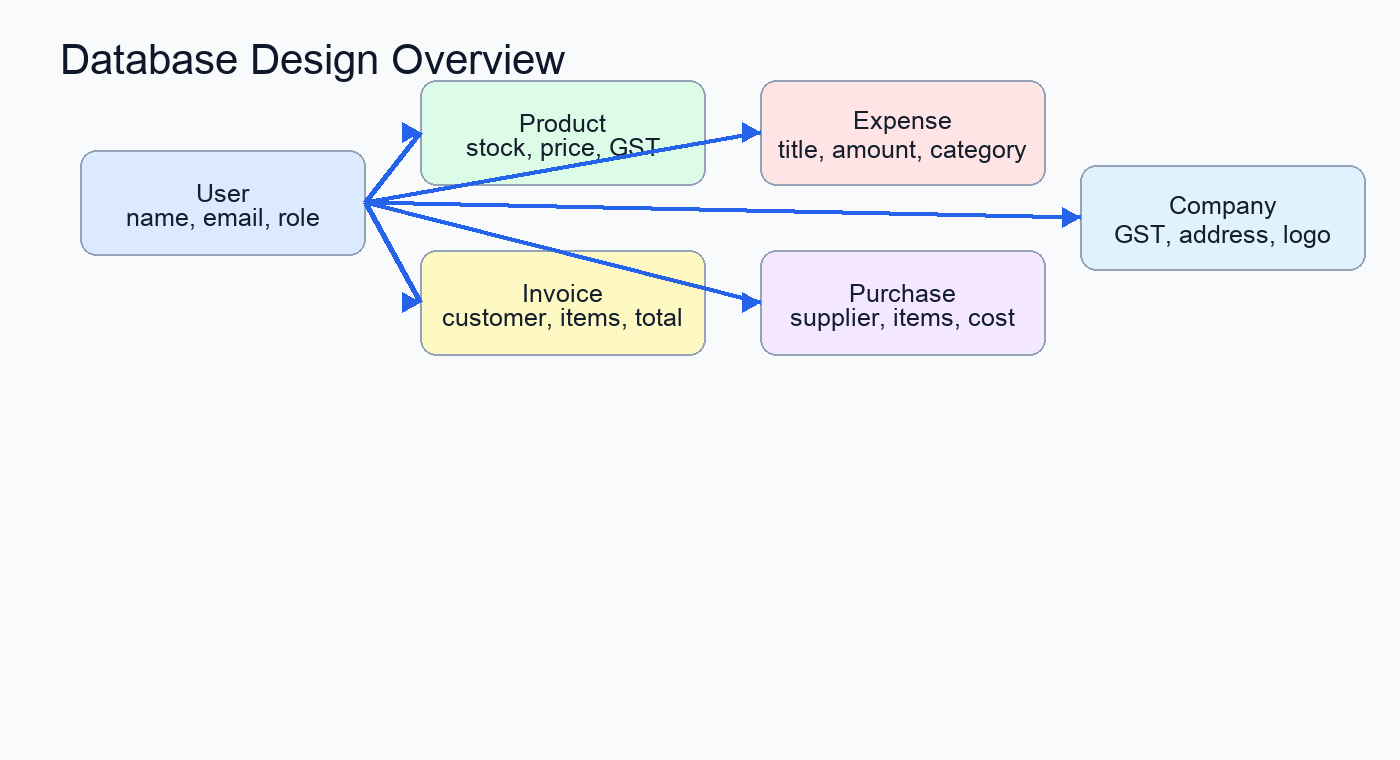 Database Design Overview
Product
stock, price, GST
Expense
title, amount, category
User
name, email, role
Company
GST, address, logo
Invoice
customer, items, total
Purchase
supplier, items, cost